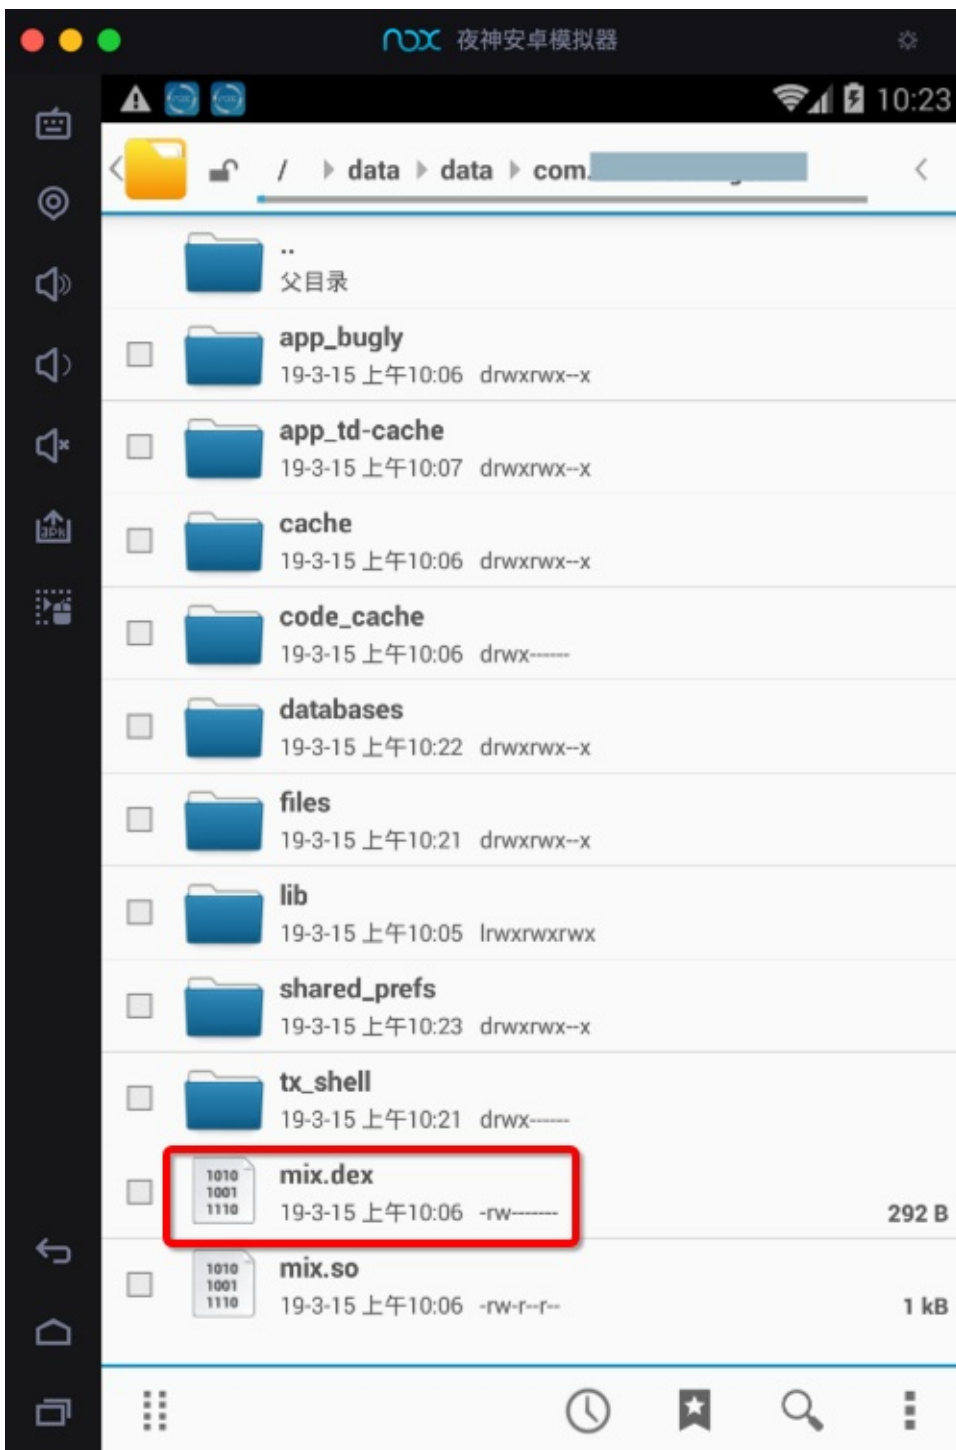 nox 夜神安卓模拟器
10:23
/ data data com.
..
父目录
app_bugly
19-3-15 上午10:06 drwxrwx--x
app_td-cache
19-3-15 上午10:07 drwxrwx--x
cache
19-3-15 上午10:06 drwxrwx--x
code_cache
19-3-15 上午10:06 drwx------
databases
19-3-15 上午10:22 drwxrwx--x
files
19-3-15 上午10:21 drwxrwx--x
lib
19-3-15 上午10:05 lrwxrwxrwx
shared_prefs
19-3-15 上午10:23 drwxrwx--x
tx_shell
19-3-15 上午10:21 drwx------
1010
1001
1110
mix.dex
19-3-15 上午10:06 -rw-------
292 B
1010
1001
1110
mix.so
19-3-15 上午10:06 -rw-r--r--
1 kB